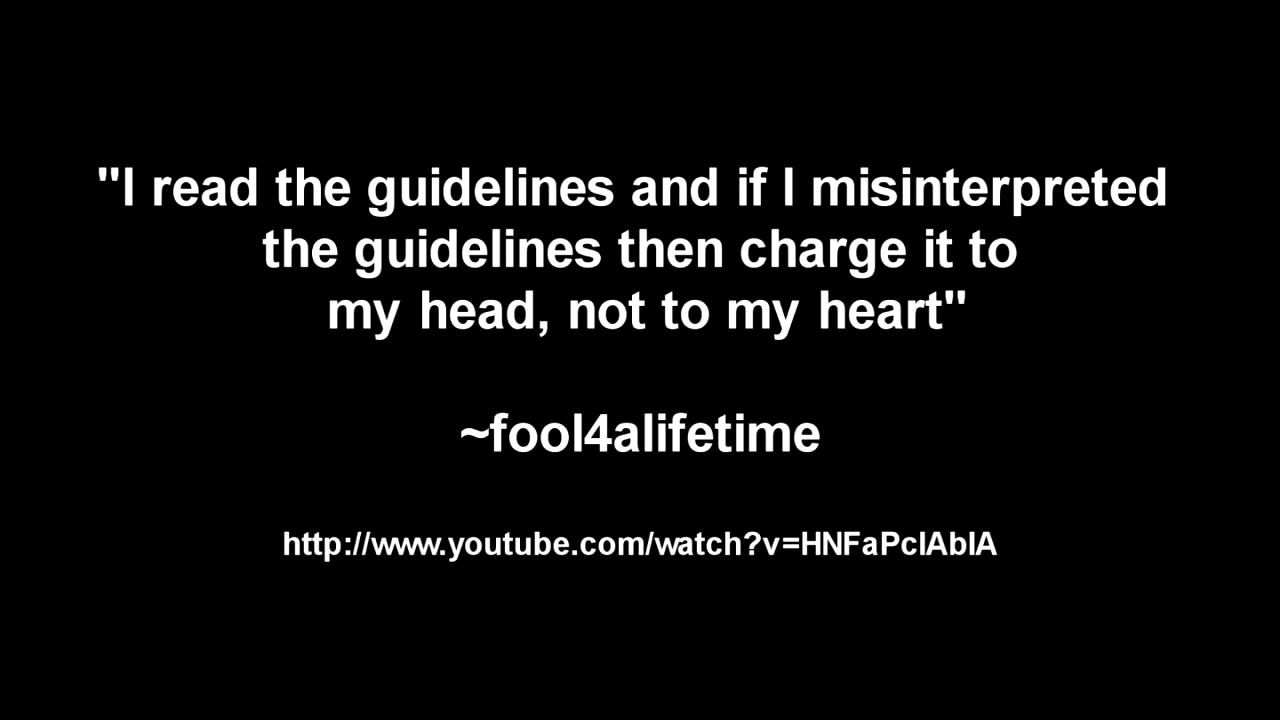 "I read the guidelines and if I misinterpreted
the guidelines then charge it to
my head, not to my heart"
~fool4alifetime
http://www.youtube.com/watch?v=HNFaPclAblA